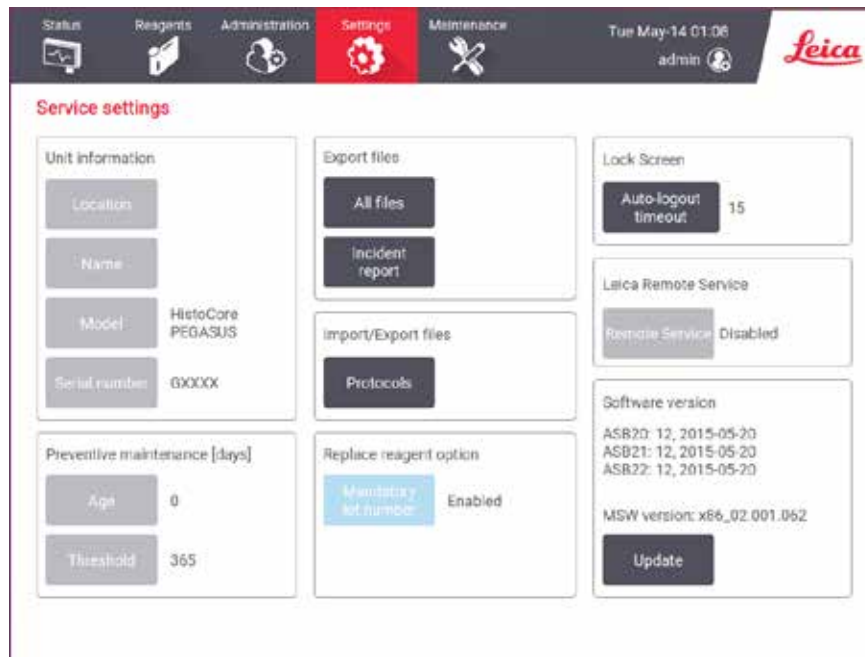 Status Reagents Administration Settings Maintenance
Tue May-14 01:06
admin
Leica
Service settings
Unit information
Location
Name
Model
HistoCore
PEGASUS
Serial number
GXXXX
Preventive maintenance [days]
Age
0
Threshold
365
Export files
All files
Incident
report
Import/Export files
Protocols
Replace reagent option
Mandatory
lot number
Enabled
Lock Screen
Auto-logout
timeout
15
Leica Remote Service
Remote Service
Disabled
Software version
ASB20: 12, 2015-05-20
ASB21: 12, 2015-05-20
ASB22: 12, 2015-05-20
MSW version: x86_02.001.062
Update